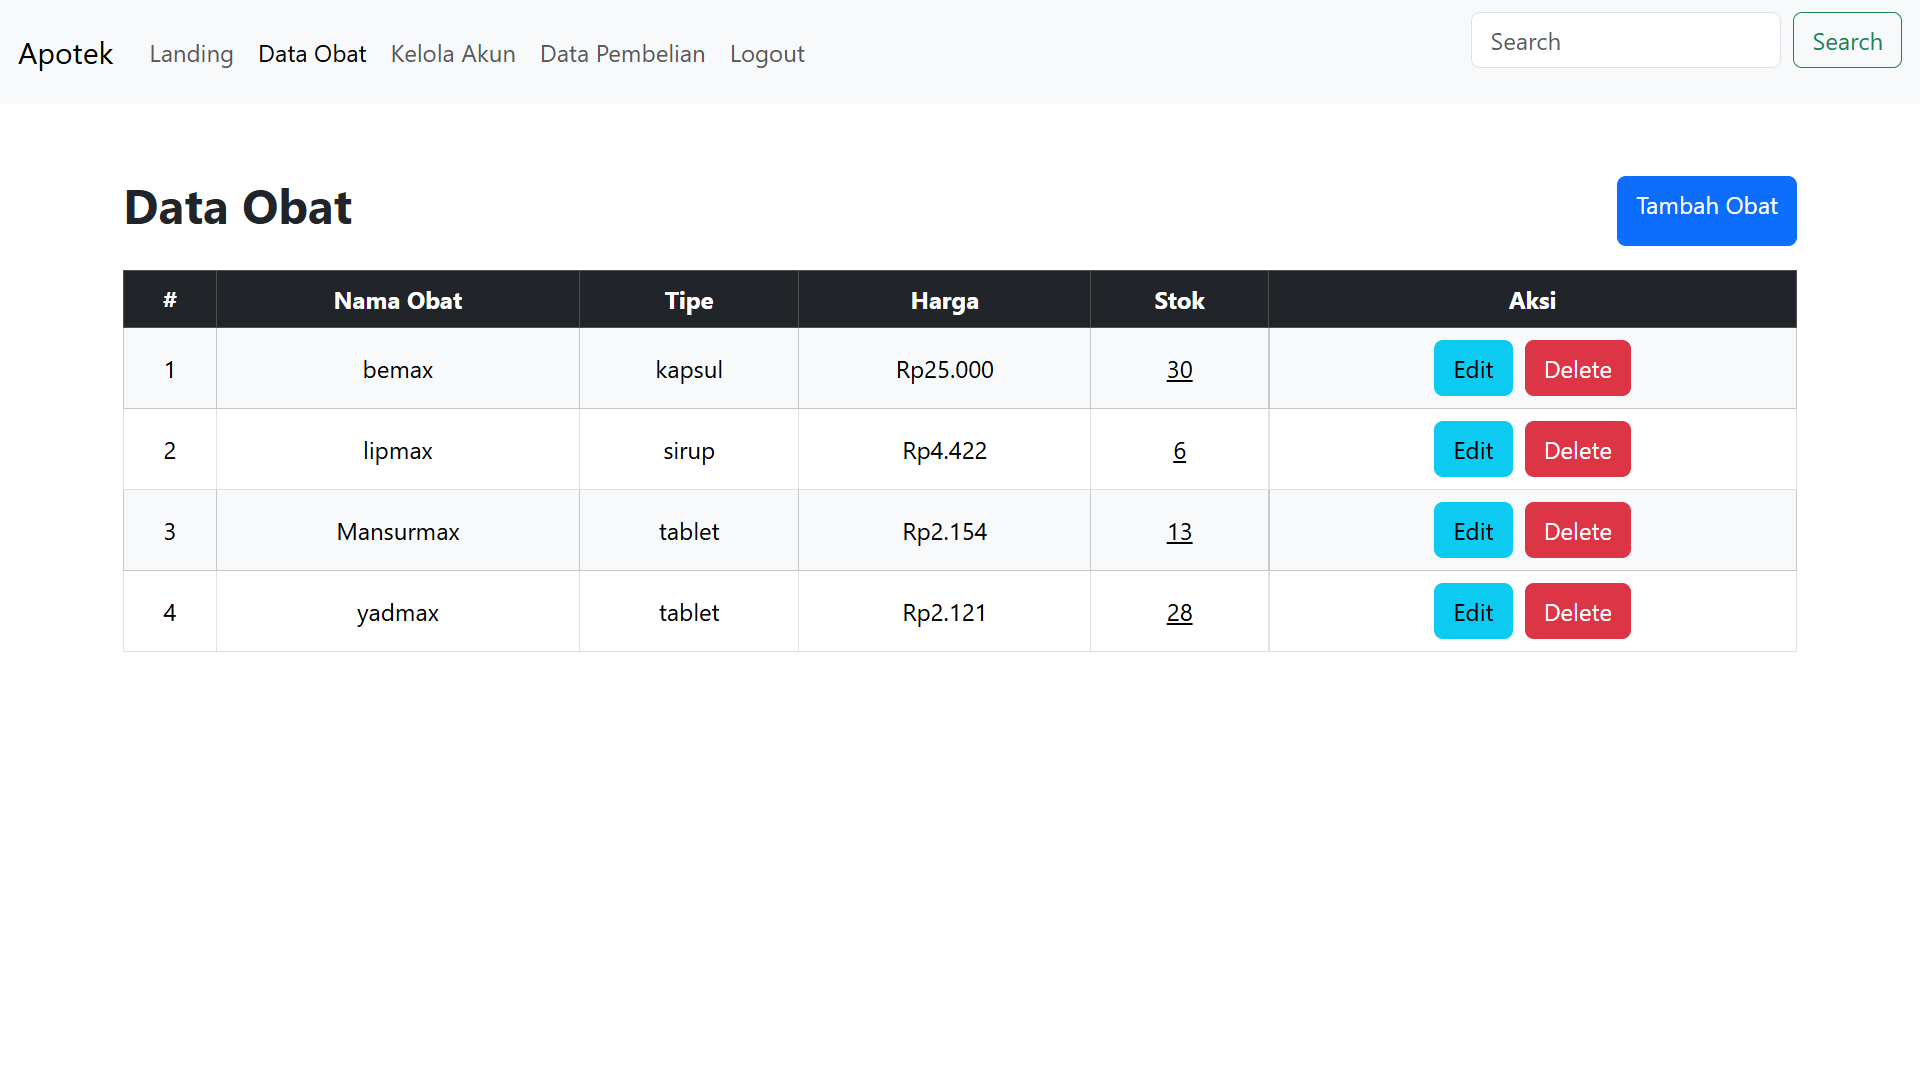 Apotek Landing Data Obat Kelola Akun Data Pembelian Logout Search Search
Data Obat Tambah Obat
# Nama Obat Tipe Harga Stok Aksi
1 bemax kapsul Rp25.000 30 Edit Delete
2 lipmax sirup Rp4.422 6 Edit Delete
3 Mansurmax tablet Rp2.154 13 Edit Delete
4 yadmax tablet Rp2.121 28 Edit Delete